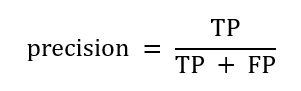 precision = TP / (TP + FP)